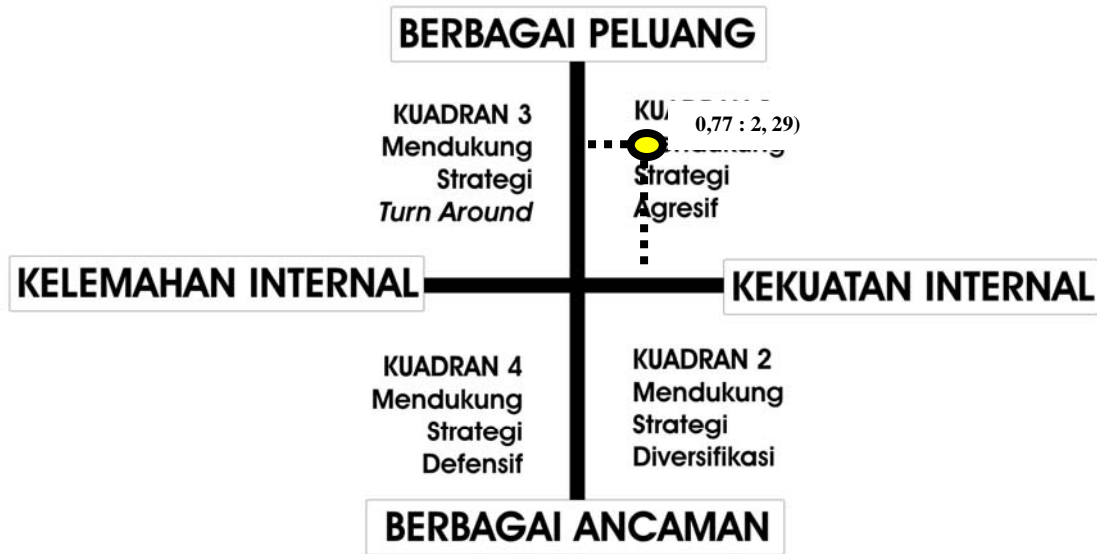 BERBAGAI PELUANG
KUADRAN 3
Mendukung
Strategi
Turn Around
0,77 : 2, 29)
Strategi
Agresif
KELEMAHAN INTERNAL
KEKUATAN INTERNAL
KUADRAN 4
Mendukung
Strategi
Defensif
KUADRAN 2
Mendukung
Strategi
Diversifikasi
BERBAGAI ANCAMAN